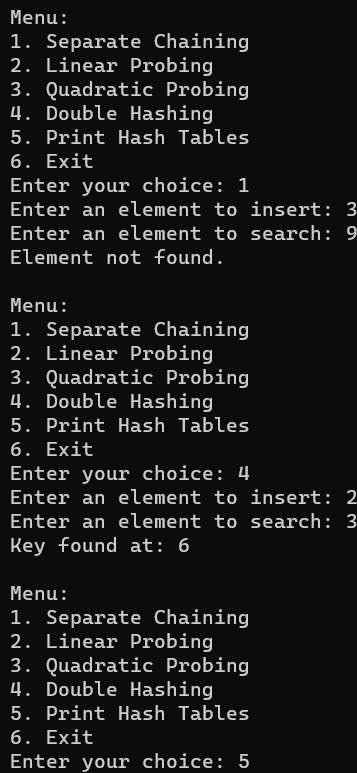 Menu:
1. Separate Chaining
2. Linear Probing
3. Quadratic Probing
4. Double Hashing
5. Print Hash Tables
6. Exit
Enter your choice: 1
Enter an element to insert: 3
Enter an element to search: 9
Element not found.
Menu:
1. Separate Chaining
2. Linear Probing
3. Quadratic Probing
4. Double Hashing
5. Print Hash Tables
6. Exit
Enter your choice: 4
Enter an element to insert: 2
Enter an element to search: 3
Key found at: 6
Menu:
1. Separate Chaining
2. Linear Probing
3. Quadratic Probing
4. Double Hashing
5. Print Hash Tables
6. Exit
Enter your choice: 5